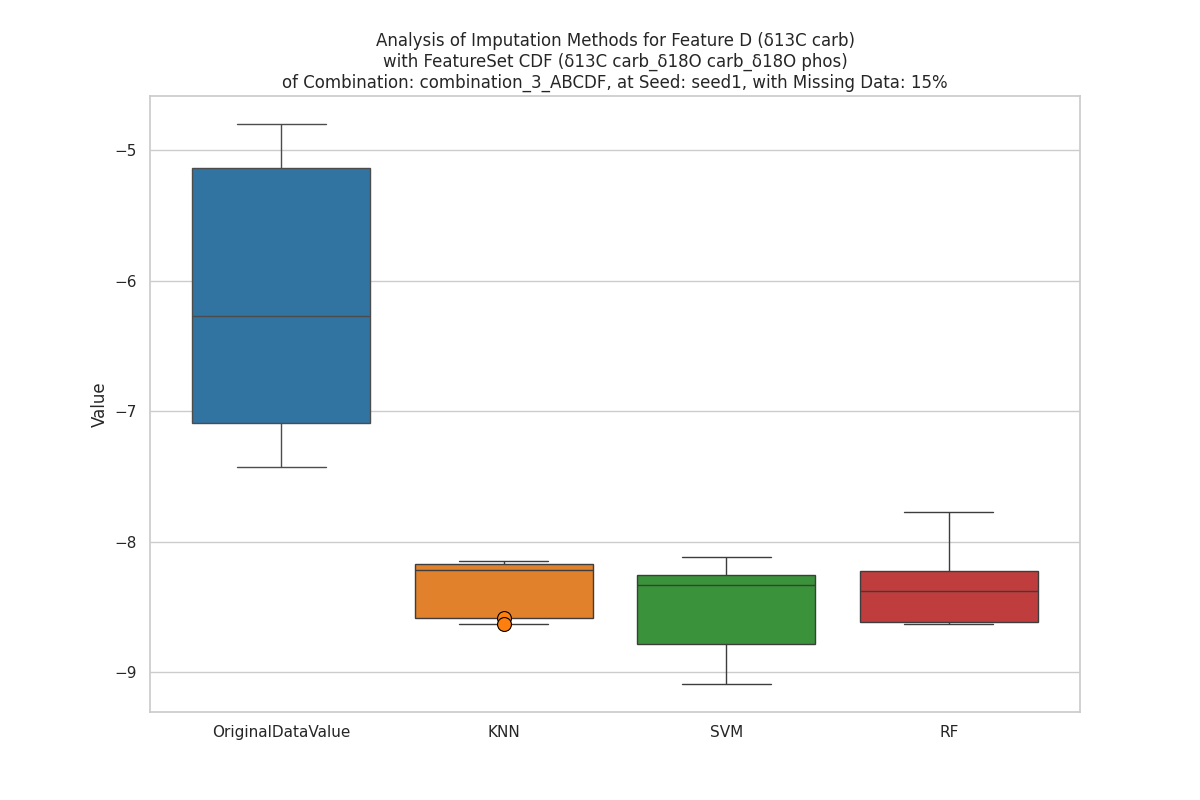 Analysis of Imputation Methods for Feature D (δ13C carb)
with FeatureSet CDF (δ13C carb_δ18O carb_δ18O phos)
of Combination: combination_3_ABCDF, at Seed: seed1, with Missing Data: 15%
−5
−6
−7
−8
−9
Value
OriginalDataValue
KNN
SVM
RF